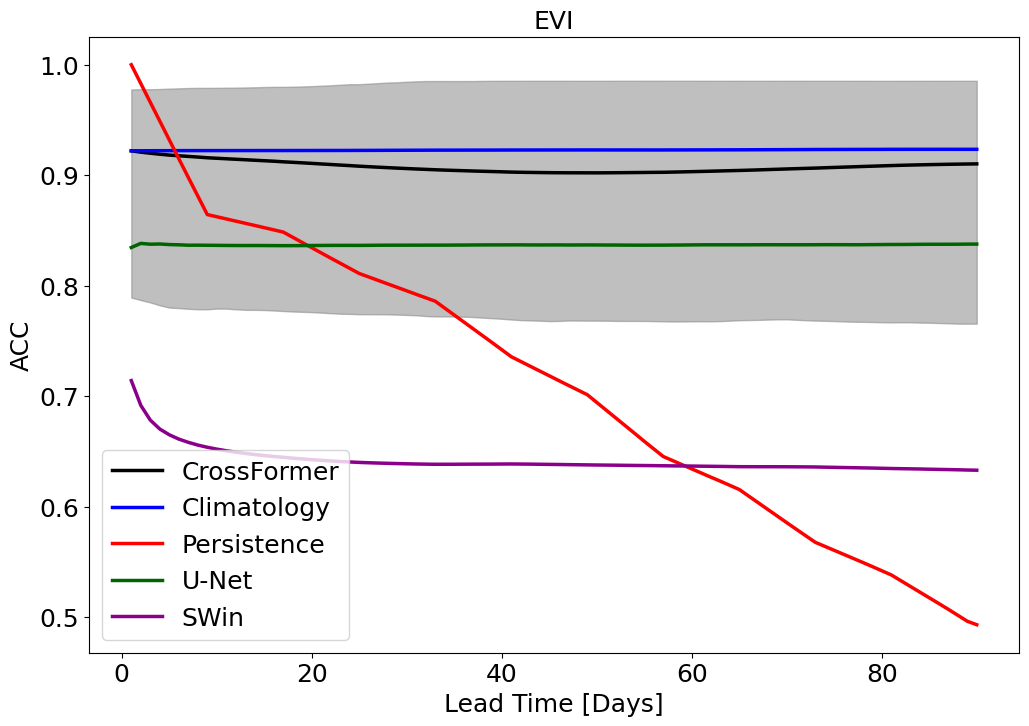 EVI
ACC
1.0
0.9
0.8
0.7
0.6
0.5
CrossFormer
Climatology
Persistence
U-Net
SWin
0 20 40 60 80
Lead Time [Days]